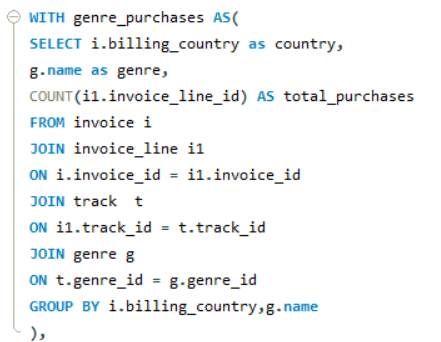 WITH genre_purchases AS(
SELECT i.billing_country as country,
g.name as genre,
COUNT(i1.invoice_line_id) AS total_purchases
FROM invoice i
JOIN invoice_line i1
ON i.invoice_id = i1.invoice_id
JOIN track  t
ON i1.track_id = t.track_id
JOIN genre g
ON t.genre_id = g.genre_id
GROUP BY i.billing_country,g.name
),